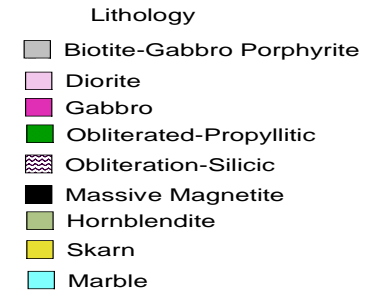 Lithology
Biotite-Gabbro Porphyrite
Diorite
Gabbro
Obliterated-Propyllitic
Obliteration-Silicic
Massive Magnetite
Hornblendite
Skarn
Marble